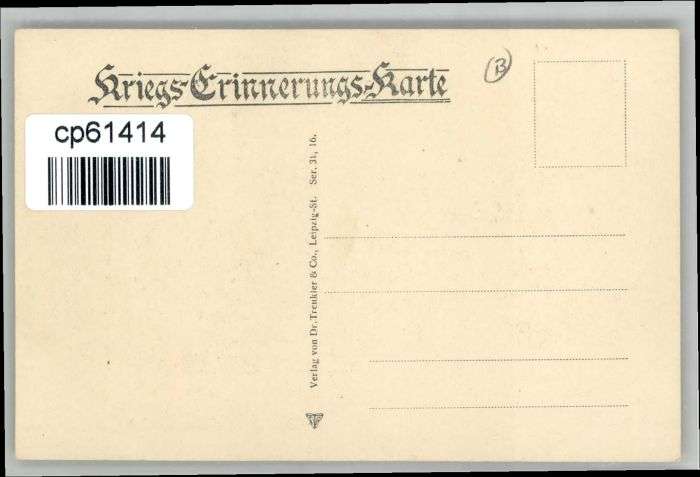 Kriegs-Erinnerungs-Karte
B
cp61414
Verlag von Dr. Trenkler & Co., Leipzig-St. Ser. 31, 16.